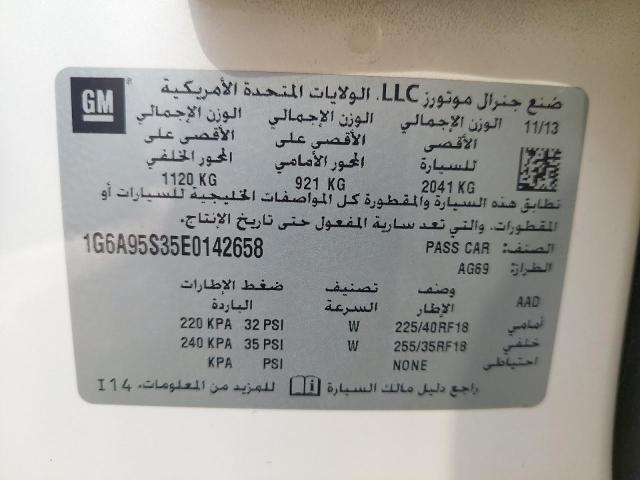 GM
صُنع جنرال موتورز LLC. الولايات المتحدة الأمريكية
11/13 الوزن الإجمالي الوزن الإجمالي الوزن الإجمالي
الأقصى الأقصى على الأقصى على
للسيارة المحور الأمامي المحور الخلفي
2041 KG 921 KG 1120 KG
تطابق هذه السيارة والمقطورة كل المواصفات الخليجية للسيارات أو
المقطورات، والتي تعد سارية المفعول حتى تاريخ الإنتاج.
الصنف: PASS CAR 1G6A95S35E0142658
الطراز: AG69
AAD وصف تصنيف ضغط الإطارات
الإطار السرعة الباردة
أمامي 225/40RF18 W 220 KPA 32 PSI
خلفي 255/35RF18 W 240 KPA 35 PSI
احتياطي NONE KPA PSI
راجع دليل مالك السيارة للمزيد من المعلومات. I14